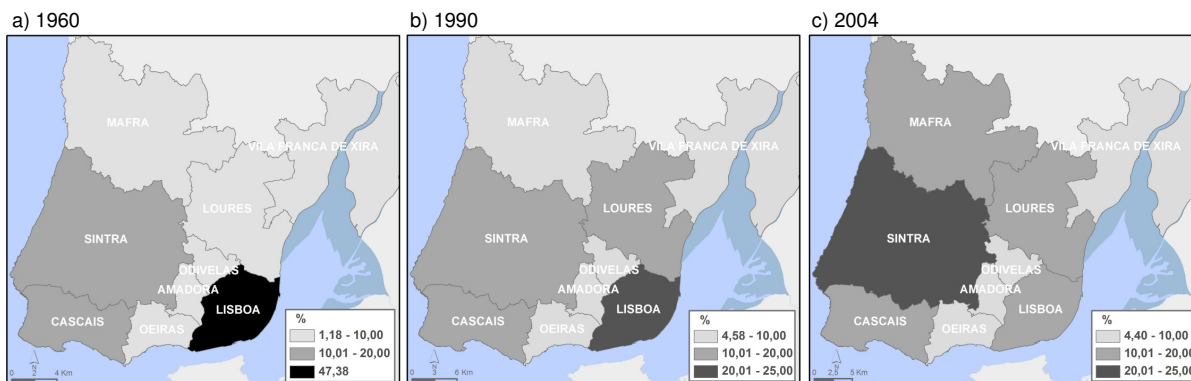 a) 1960
MAFRA
VILA FRANCA DE XIRA
LOURES
SINTRA
ODIVELAS
AMADORA
LISBOA
CASCAIS
OEIRAS
%
1,18 - 10,00
10,01 - 20,00
47,38
0 4 Km
b) 1990
MAFRA
VILA FRANCA DE XIRA
LOURES
SINTRA
ODIVELAS
AMADORA
LISBOA
CASCAIS
OEIRAS
%
4,58 - 10,00
10,01 - 20,00
20,01 - 25,00
6 Km
c) 2004
MAFRA
VILA FRANCA DE XIRA
LOURES
SINTRA
ODIVELAS
AMADORA
LISBOA
CASCAIS
OEIRAS
%
4,40 - 10,00
10,01 - 20,00
20,01 - 25,00
0 2,5 5 Km